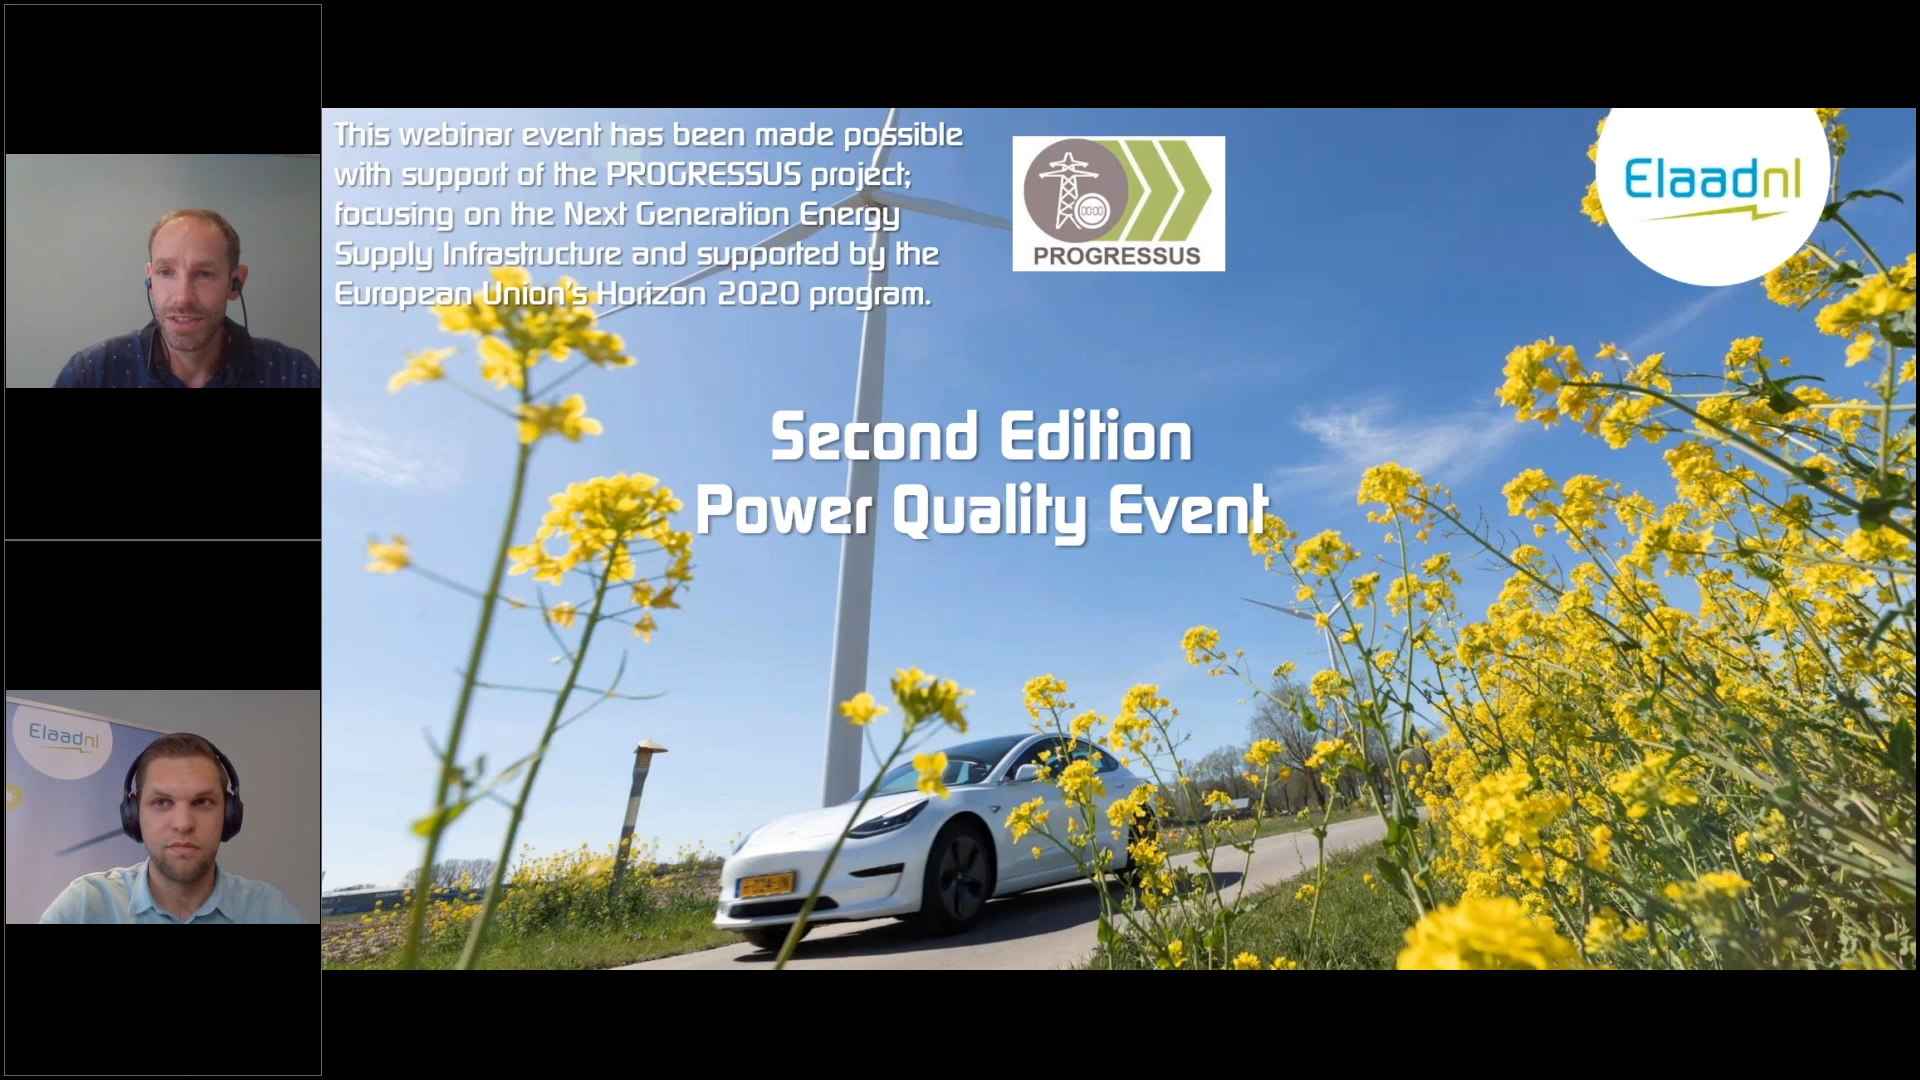 This webinar event has been made possible
with support of the PROGRESSUS project;
focusing on the Next Generation Energy
Supply Infrastructure and supported by the
European Union's Horizon 2020 program.
00:00
PROGRESSUS
Elaadnl
Second Edition
Power Quality Event
Elaadnl